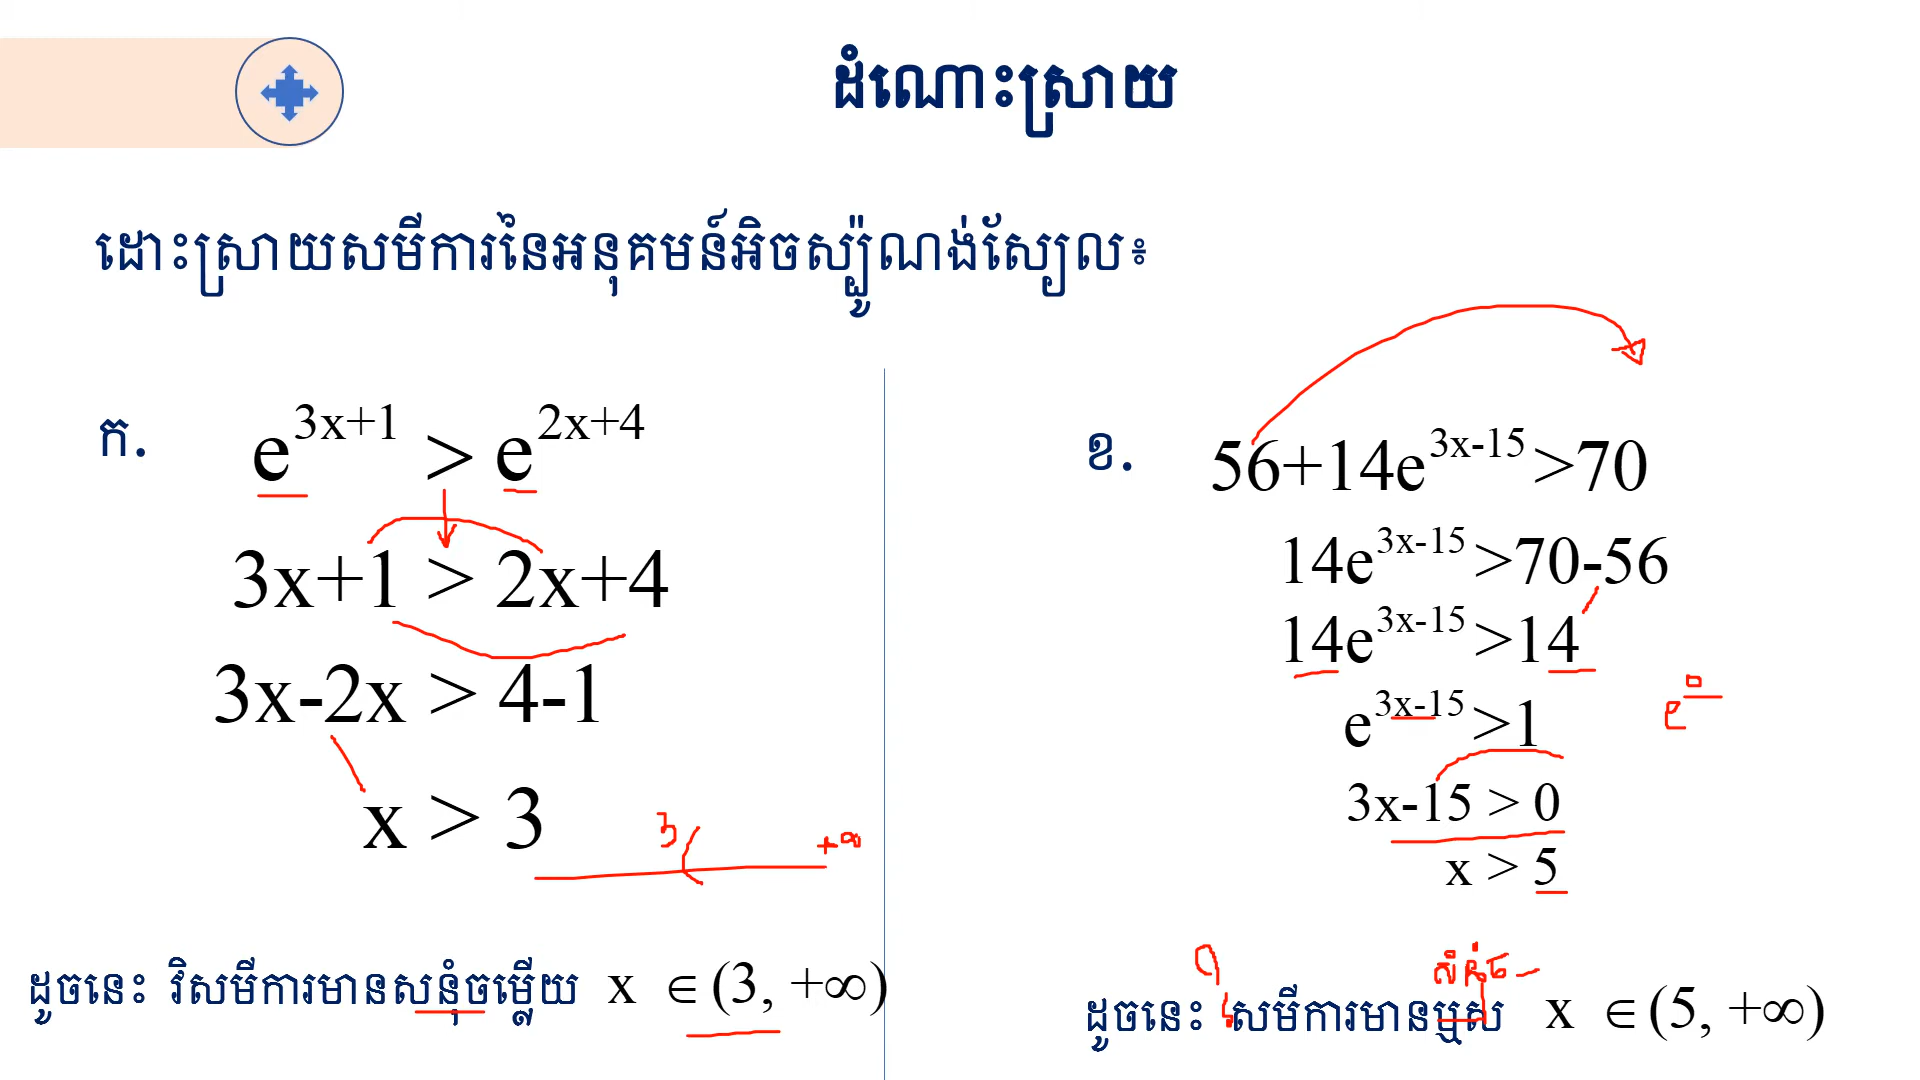 ដំណោះស្រាយ
ដោះស្រាយសមីការនៃអនុគមន៍អិចស្ប៉ូណង់ស្យែល៖
ក. e^{3x+1} > e^{2x+4}
3x+1 > 2x+4
3x-2x > 4-1
x > 3
3 +∞
ដូចនេះ វិសមីការមានសនុំចម្លើយ x ∈ (3, +∞)
ខ. 56+14e^{3x-15}>70
14e^{3x-15}>70-56
14e^{3x-15}>14
e^{3x-15}>1
e^0
3x-15 > 0
x > 5
ដូចនេះ សមីការមានឫស x ∈ (5, +∞)